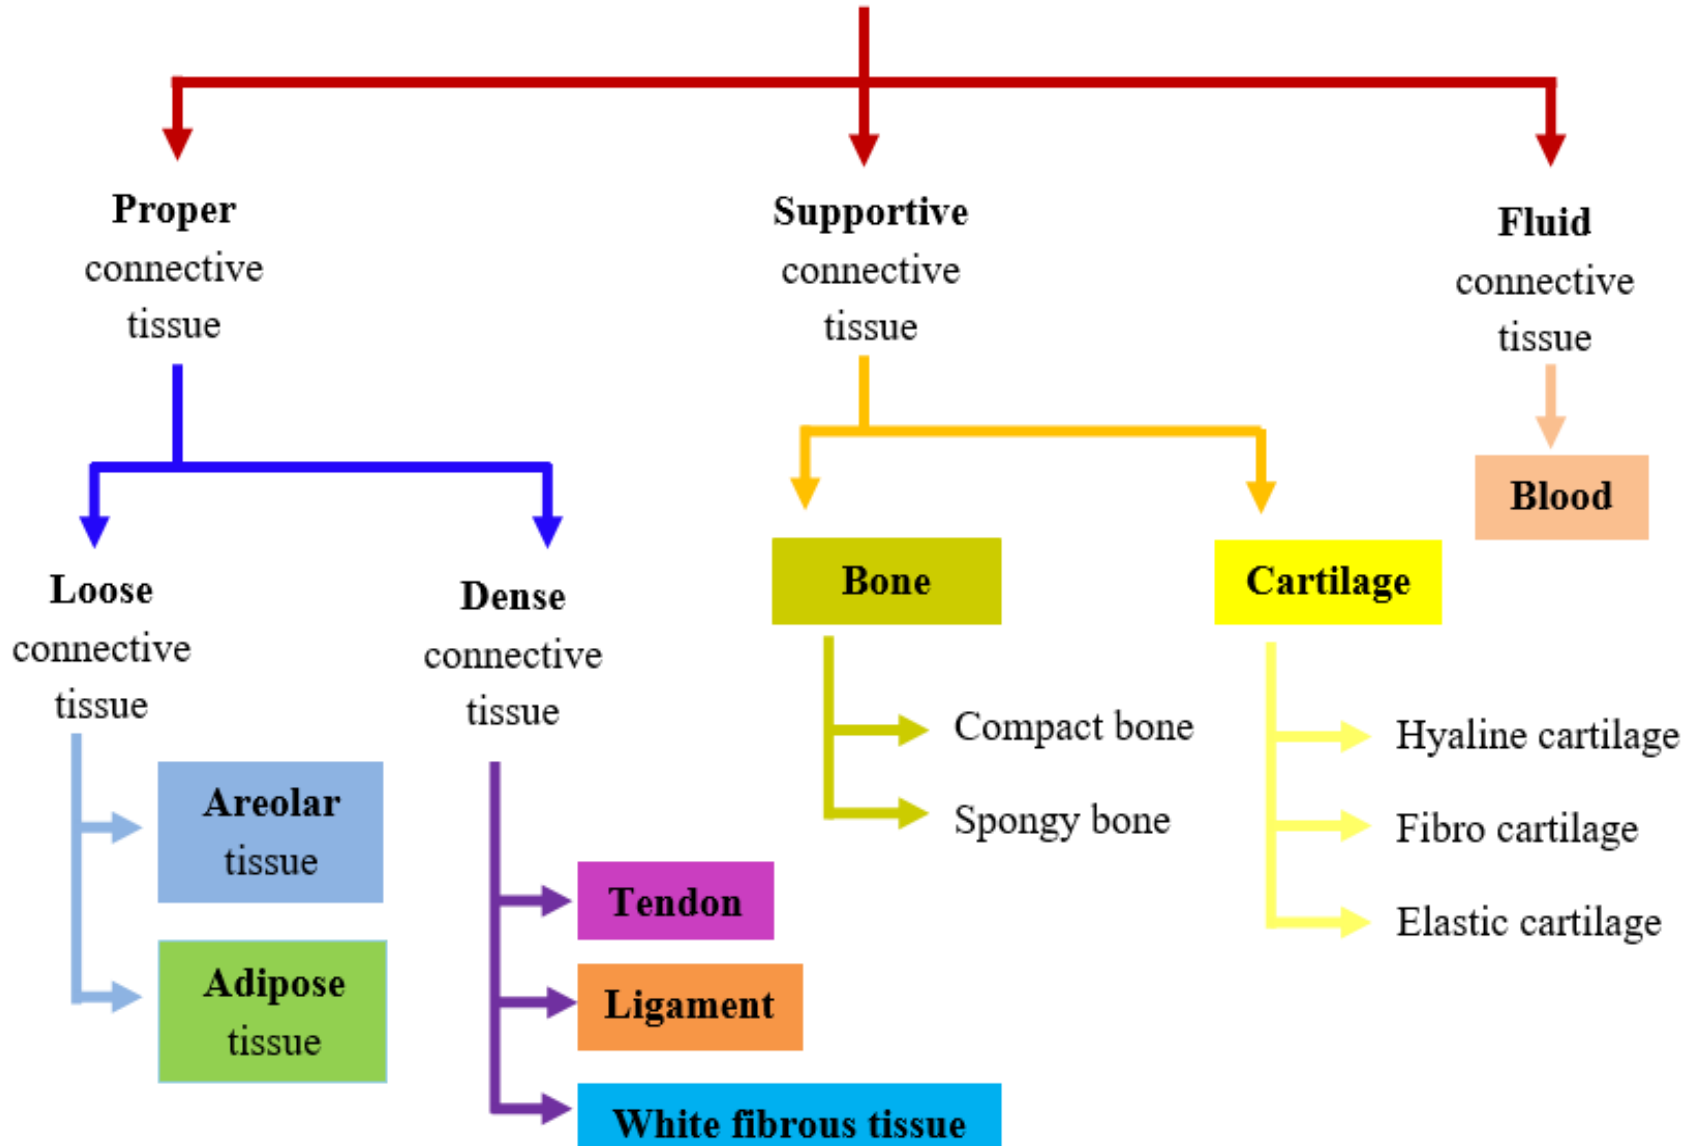 Proper
connective
tissue
Supportive
connective
tissue
Fluid
connective
tissue
Loose
connective
tissue
Areolar
tissue
Adipose
tissue
Dense
connective
tissue
Tendon
Ligament
White fibrous tissue
Bone
Compact bone
Spongy bone
Cartilage
Hyaline cartilage
Fibro cartilage
Elastic cartilage
Blood